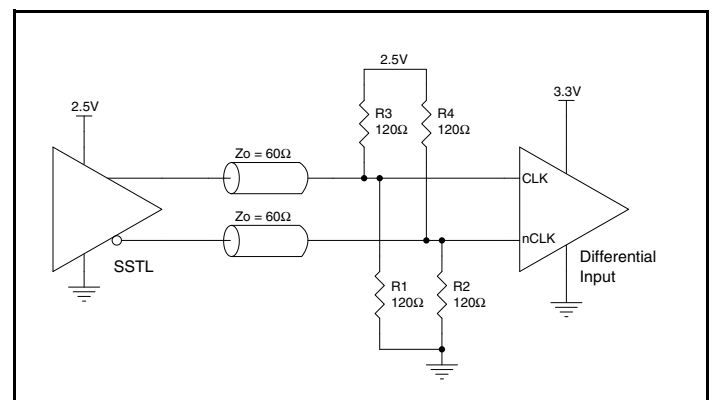 2.5V
3.3V
2.5V
R3
120Ω
R4
120Ω
Zo = 60Ω
CLK
Zo = 60Ω
nCLK
SSTL
Differential
Input
R1
120Ω
R2
120Ω